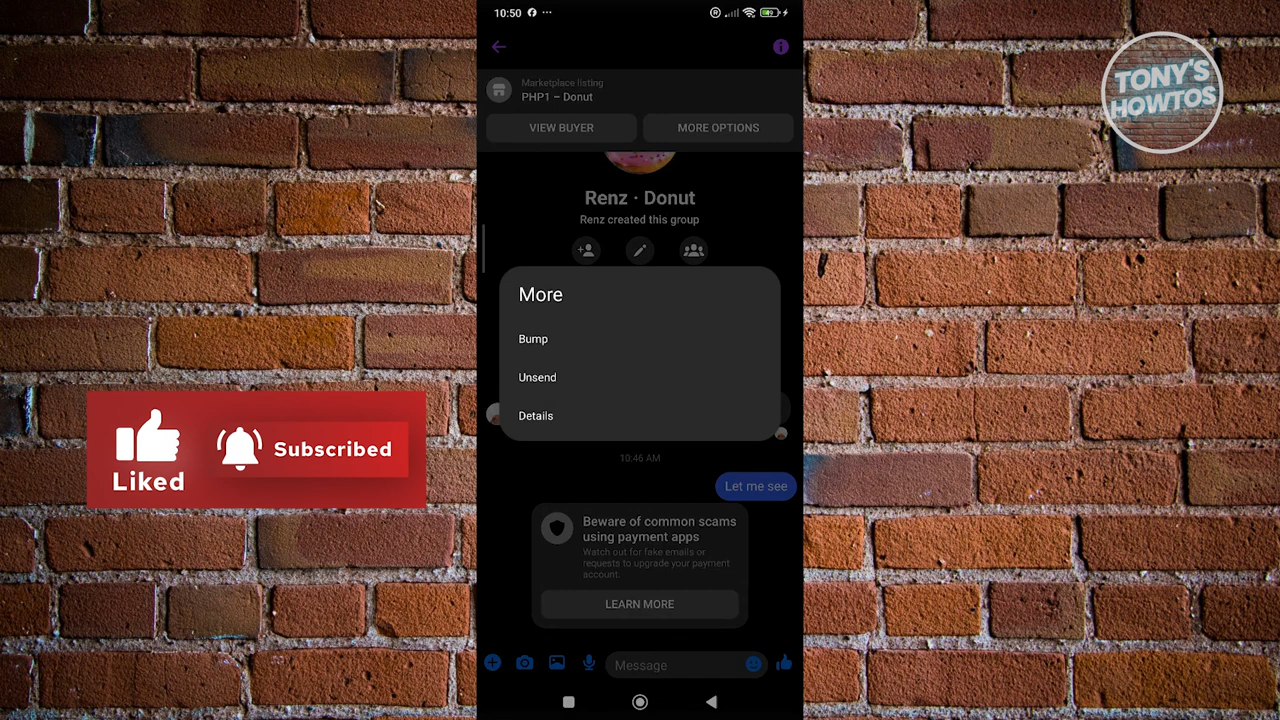 10:50
Marketplace listing
PHP1 – Donut
VIEW BUYER
MORE OPTIONS
Renz · Donut
Renz created this group
More
Bump
Unsend
Details
10:46 AM
Let me see
Beware of common scams
using payment apps
Watch out for fake emails or
requests to upgrade your payment
account.
LEARN MORE
Message
Liked
Subscribed
TONY'S
HOWTOS